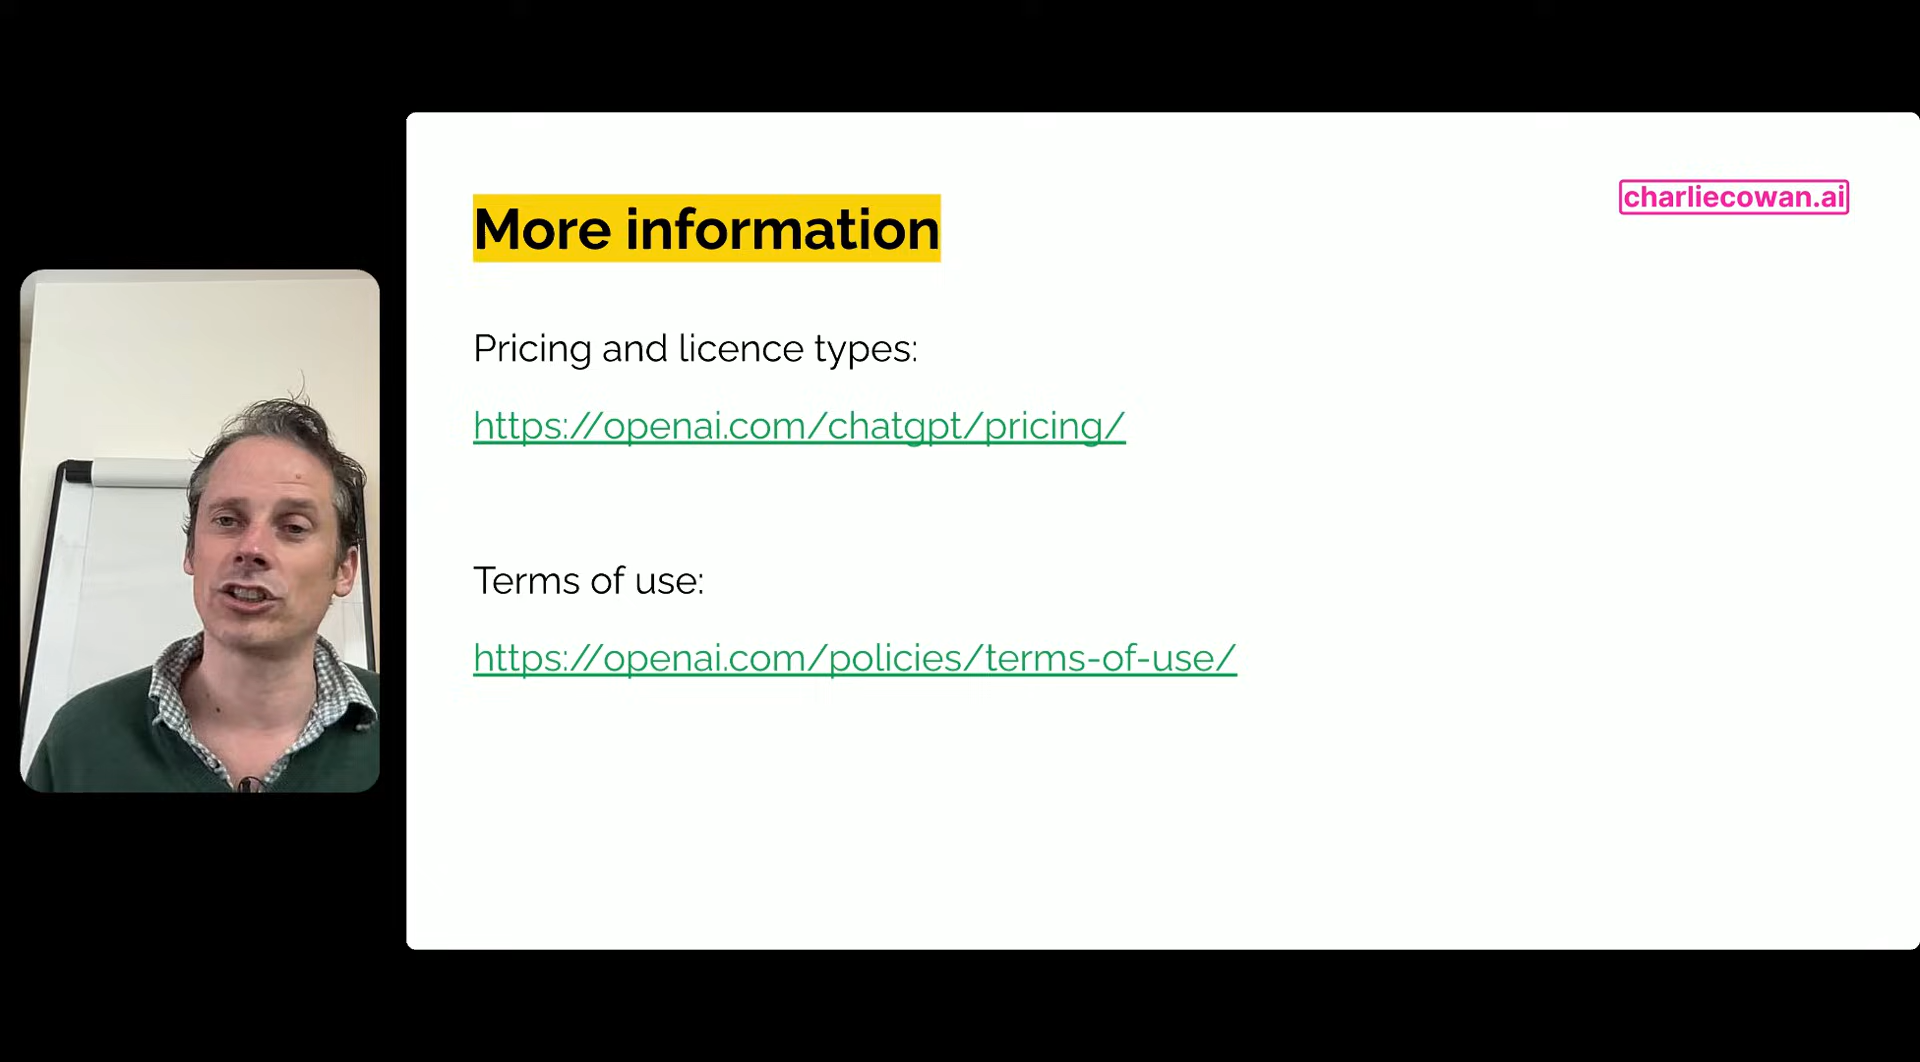 charliecowan.ai
More information
Pricing and licence types:
https://openai.com/chatgpt/pricing/
Terms of use:
https://openai.com/policies/terms-of-use/